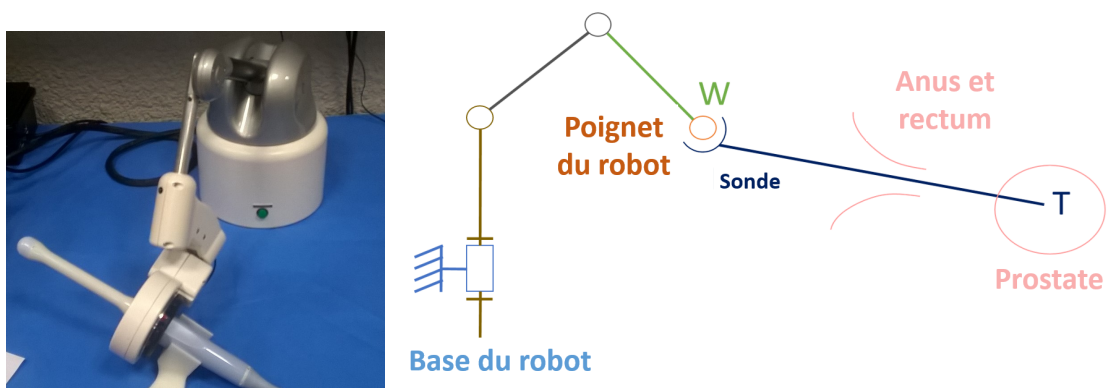 W
Anus et
rectum
Poignet
du robot
Sonde
T
Prostate
Base du robot